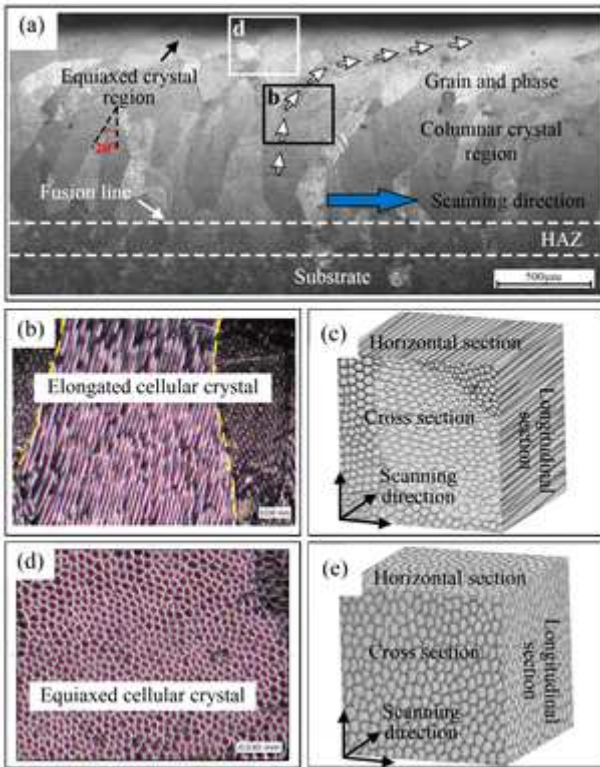 (a)
d
Equiaxed crystal
region
b
Grain and phase
Columnar crystal
region
Fusion line
Scanning direction
HAZ
Substrate
500μm
(b)
Elongated cellular crystal
(c)
Horizontal section
Cross section
Longitudinal
section
Scanning
direction
(d)
Equiaxed cellular crystal
(e)
Horizontal section
Cross section
Longitudinal
section
Scanning
direction